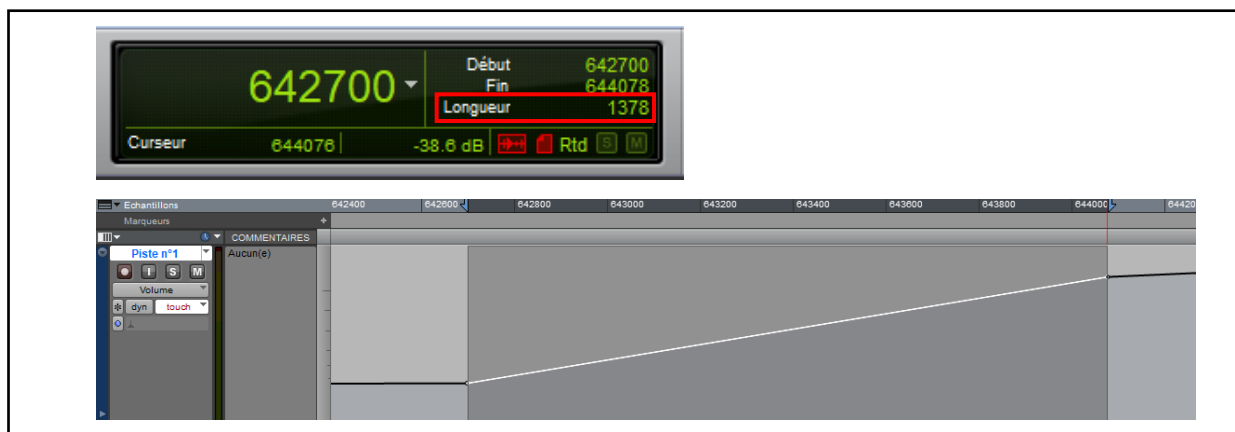 642700
Début 642700
Fin 644078
Longueur 1378
Curseur 644076 -38.6 dB Rtd S M
Echantillons 642400 642600 642800 643000 643200 643400 643600 643800 644000 64420
Marqueurs +
COMMENTAIRES
Piste n°1 Aucun(e)
I S M
Volume
dyn touch